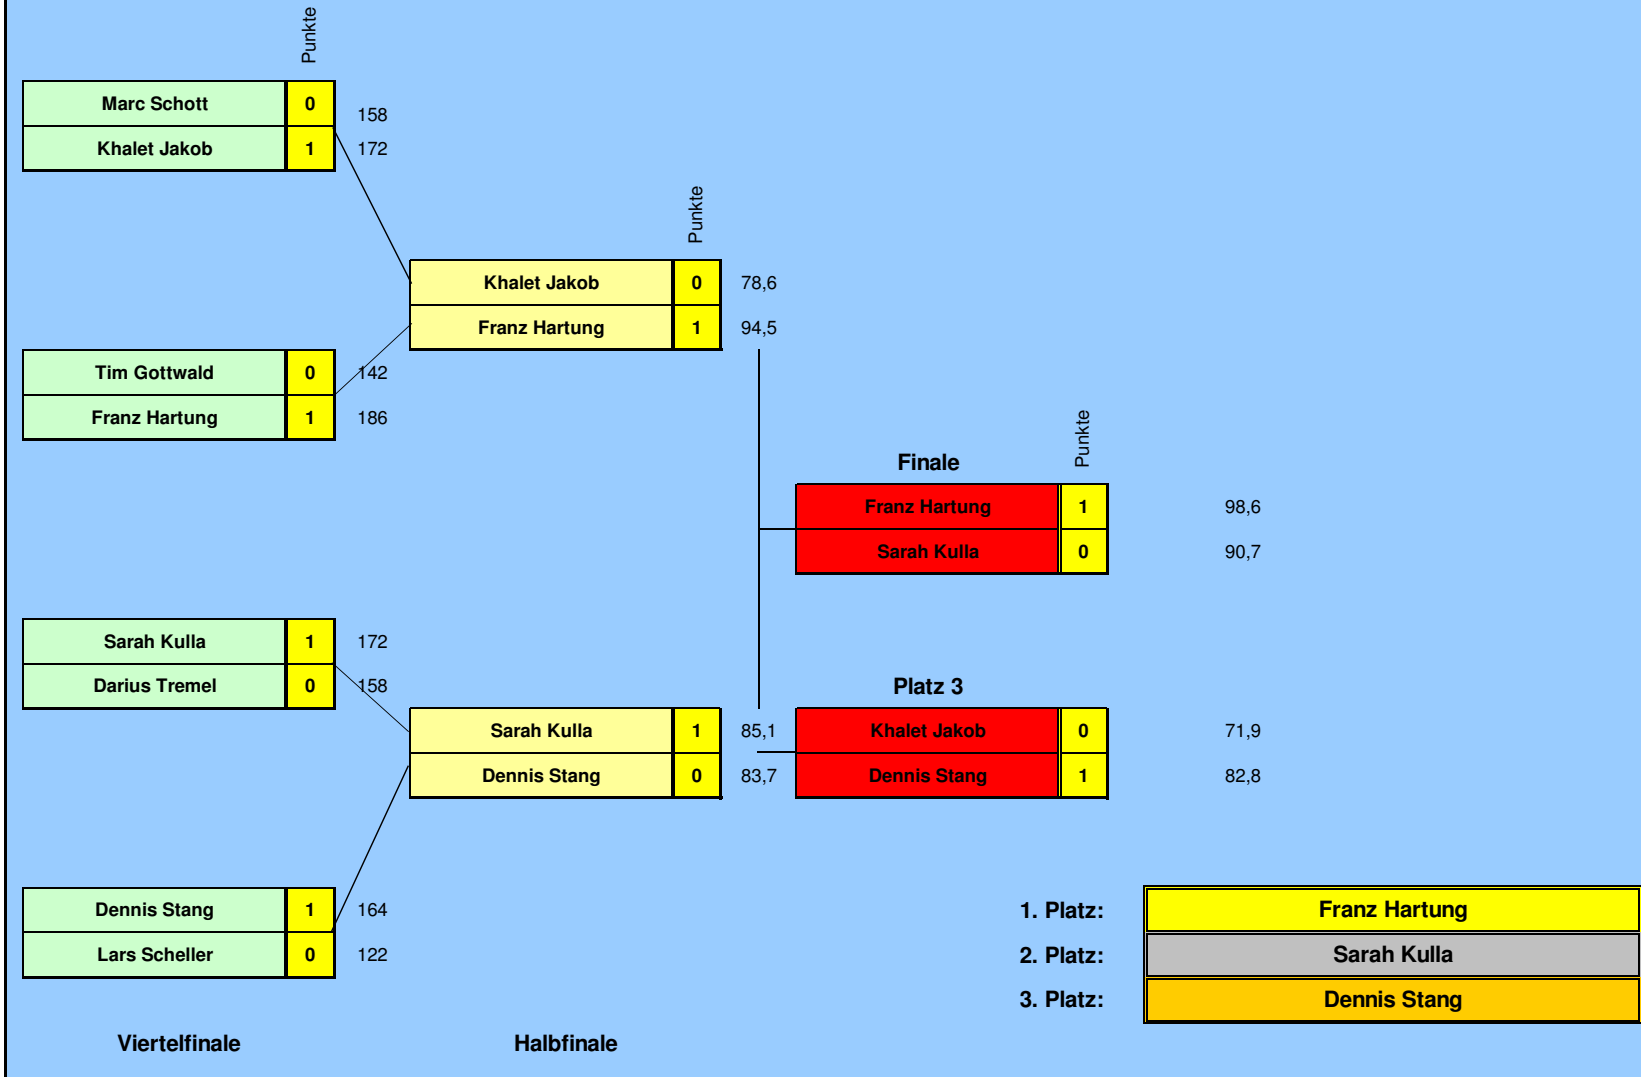 Punkte
Marc Schott 0 158
Khalet Jakob 1 172
Punkte
Khalet Jakob 0 78,6
Franz Hartung 1 94,5
Tim Gottwald 0 142
Franz Hartung 1 186
Punkte
Finale
Franz Hartung 1 98,6
Sarah Kulla 0 90,7
Sarah Kulla 1 172
Darius Tremel 0 158
Platz 3
Sarah Kulla 1 85,1
Khalet Jakob 0 71,9
Dennis Stang 0 83,7
Dennis Stang 1 82,8
Dennis Stang 1 164
Lars Scheller 0 122
1. Platz: Franz Hartung
2. Platz: Sarah Kulla
3. Platz: Dennis Stang
Viertelfinale
Halbfinale